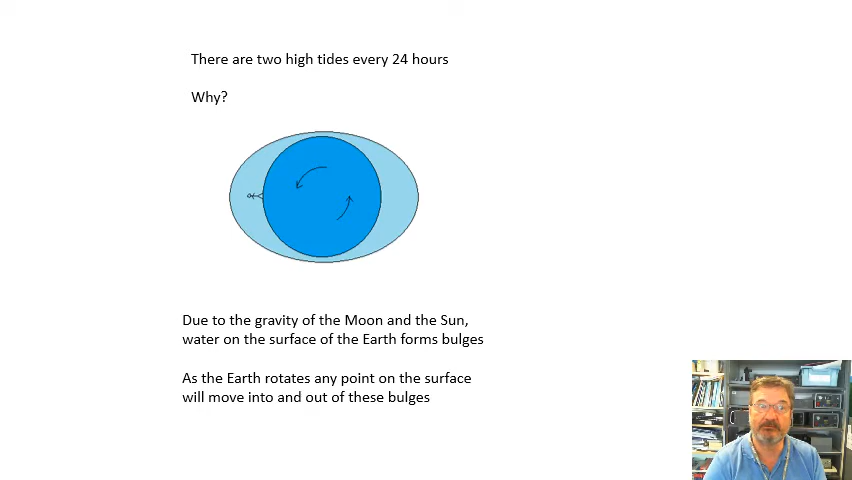 There are two high tides every 24 hours
Why?
Due to the gravity of the Moon and the Sun,
water on the surface of the Earth forms bulges
As the Earth rotates any point on the surface
will move into and out of these bulges